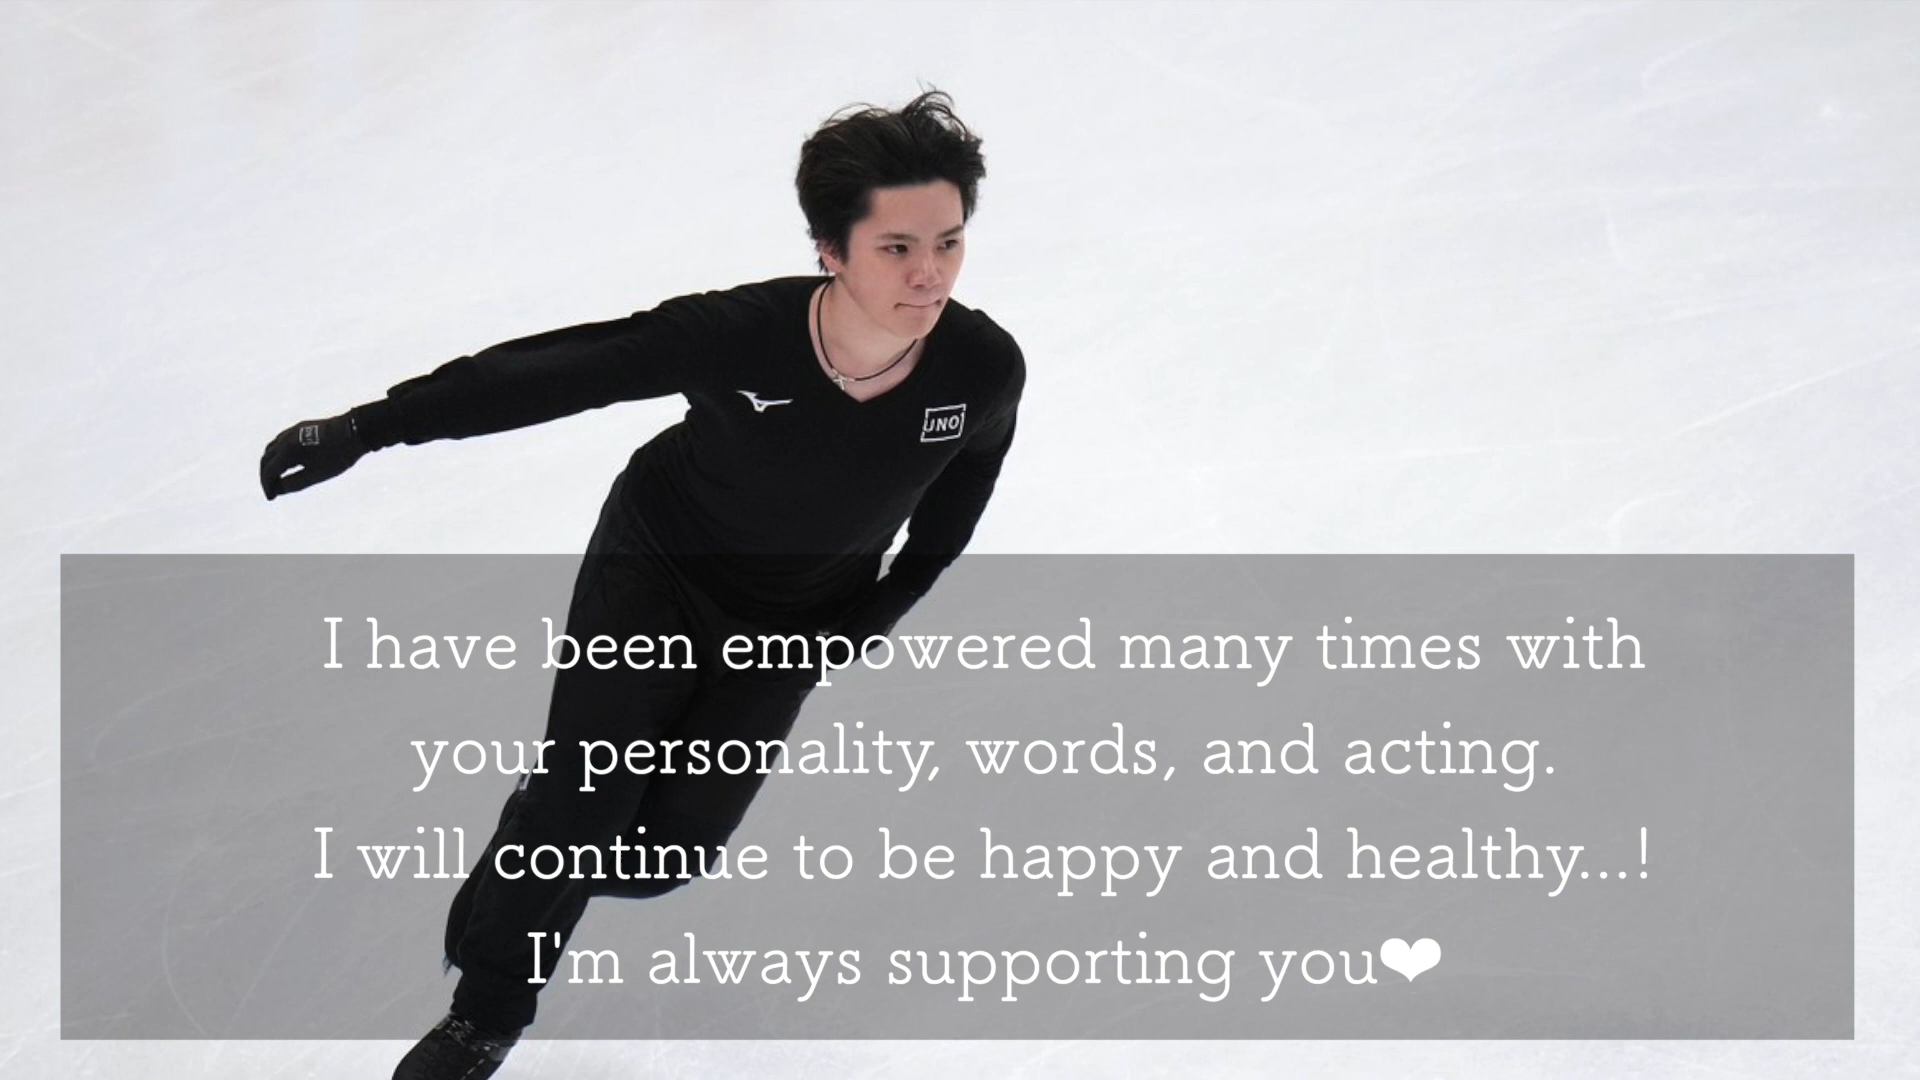 UNO
I have been empowered many times with
your personality, words, and acting.
I will continue to be happy and healthy...!
I'm always supporting you❤